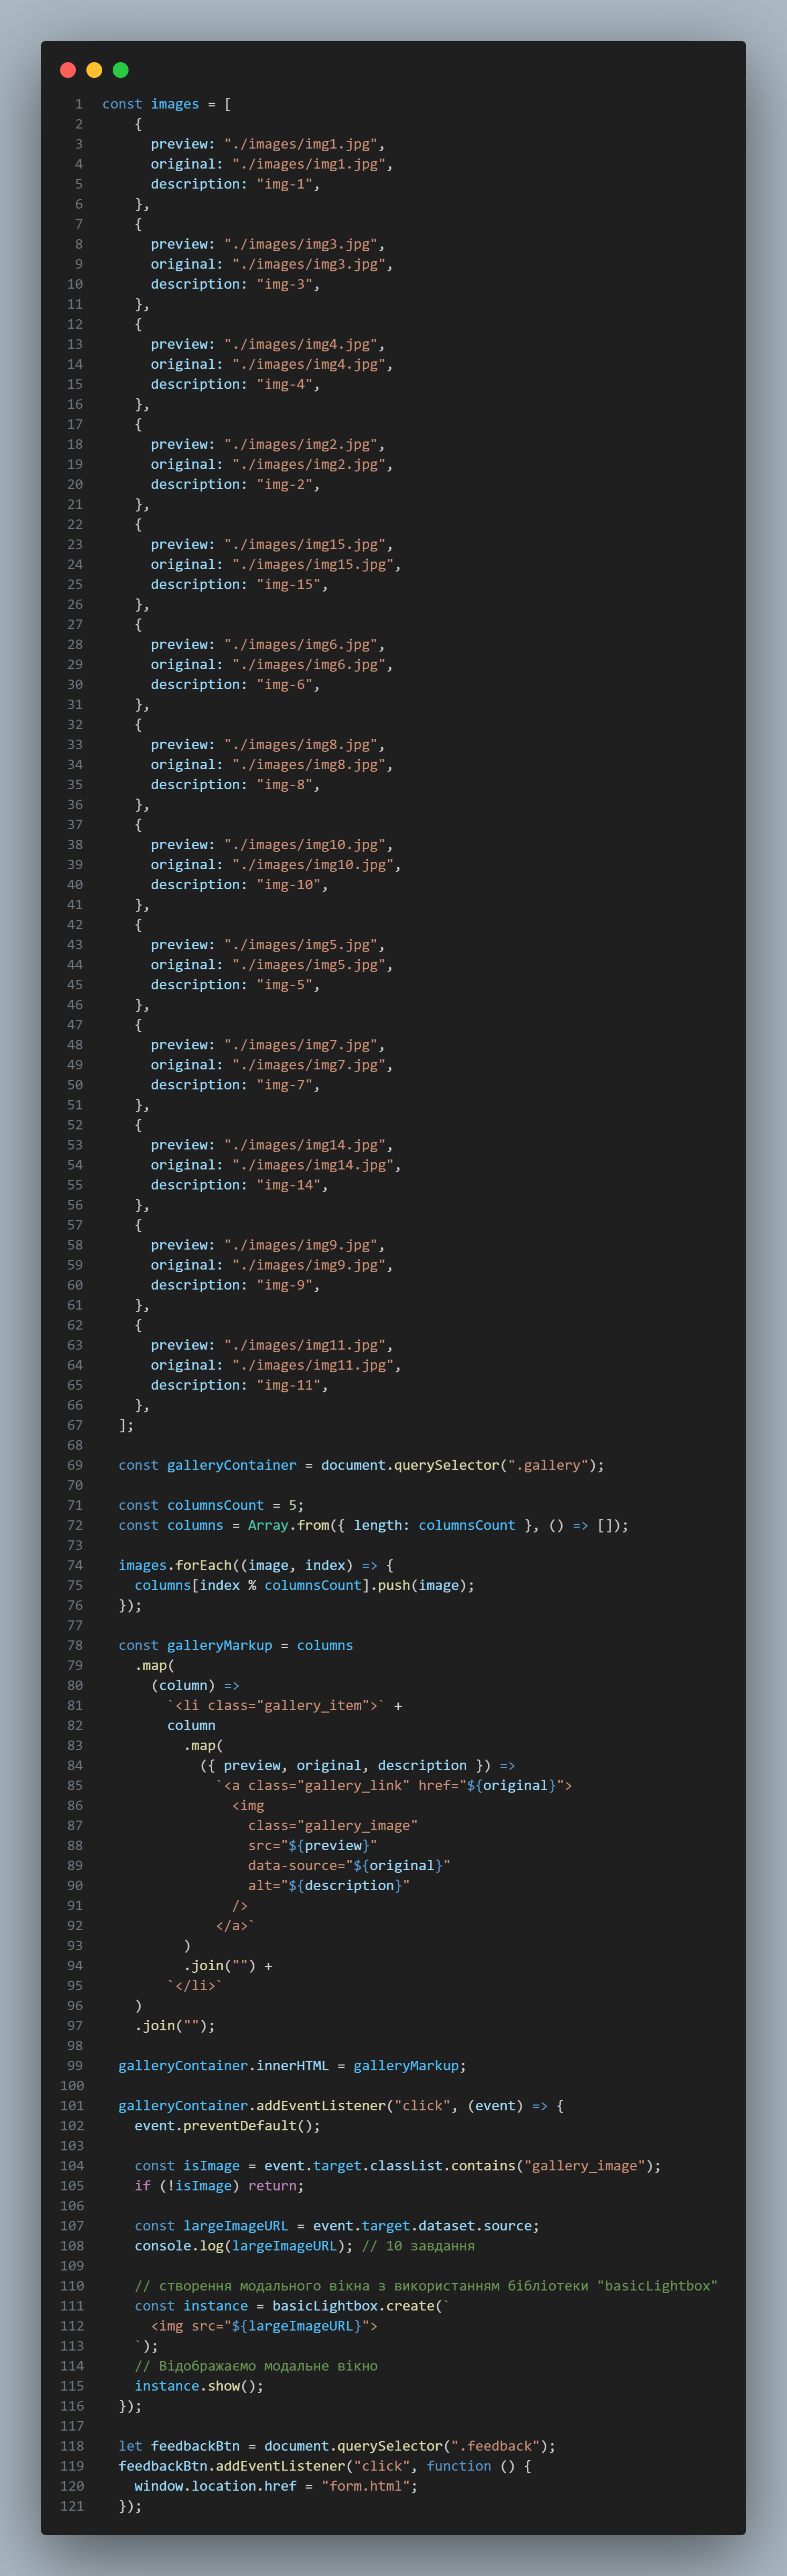 1 const images = [
2     {
3       preview: "./images/img1.jpg",
4       original: "./images/img1.jpg",
5       description: "img-1",
6     },
7     {
8       preview: "./images/img3.jpg",
9       original: "./images/img3.jpg",
10       description: "img-3",
11     },
12     {
13       preview: "./images/img4.jpg",
14       original: "./images/img4.jpg",
15       description: "img-4",
16     },
17     {
18       preview: "./images/img2.jpg",
19       original: "./images/img2.jpg",
20       description: "img-2",
21     },
22     {
23       preview: "./images/img15.jpg",
24       original: "./images/img15.jpg",
25       description: "img-15",
26     },
27     {
28       preview: "./images/img6.jpg",
29       original: "./images/img6.jpg",
30       description: "img-6",
31     },
32     {
33       preview: "./images/img8.jpg",
34       original: "./images/img8.jpg",
35       description: "img-8",
36     },
37     {
38       preview: "./images/img10.jpg",
39       original: "./images/img10.jpg",
40       description: "img-10",
41     },
42     {
43       preview: "./images/img5.jpg",
44       original: "./images/img5.jpg",
45       description: "img-5",
46     },
47     {
48       preview: "./images/img7.jpg",
49       original: "./images/img7.jpg",
50       description: "img-7",
51     },
52     {
53       preview: "./images/img14.jpg",
54       original: "./images/img14.jpg",
55       description: "img-14",
56     },
57     {
58       preview: "./images/img9.jpg",
59       original: "./images/img9.jpg",
60       description: "img-9",
61     },
62     {
63       preview: "./images/img11.jpg",
64       original: "./images/img11.jpg",
65       description: "img-11",
66     },
67   ];
68
69   const galleryContainer = document.querySelector(".gallery");
70
71   const columnsCount = 5;
72   const columns = Array.from({ length: columnsCount }, () => []);
73
74   images.forEach((image, index) => {
75     columns[index % columnsCount].push(image);
76   });
77
78   const galleryMarkup = columns
79     .map(
80       (column) =>
81         `<li class="gallery_item">` +
82         column
83           .map(
84             ({ preview, original, description }) =>
85               `<a class="gallery_link" href="${original}">
86                 <img
87                   class="gallery_image"
88                   src="${preview}"
89                   data-source="${original}"
90                   alt="${description}"
91                 />
92               </a>`
93           )
94           .join("") +
95         `</li>`
96     )
97     .join("");
98
99   galleryContainer.innerHTML = galleryMarkup;
100
101   galleryContainer.addEventListener("click", (event) => {
102     event.preventDefault();
103
104     const isImage = event.target.classList.contains("gallery_image");
105     if (!isImage) return;
106
107     const largeImageURL = event.target.dataset.source;
108     console.log(largeImageURL); // 10 завдання
109
110     // створення модального вікна з використанням бібліотеки "basicLightbox"
111     const instance = basicLightbox.create(`
112       <img src="${largeImageURL}">
113     `);
114     // Відображаємо модальне вікно
115     instance.show();
116   });
117
118   let feedbackBtn = document.querySelector(".feedback");
119   feedbackBtn.addEventListener("click", function () {
120     window.location.href = "form.html";
121   });